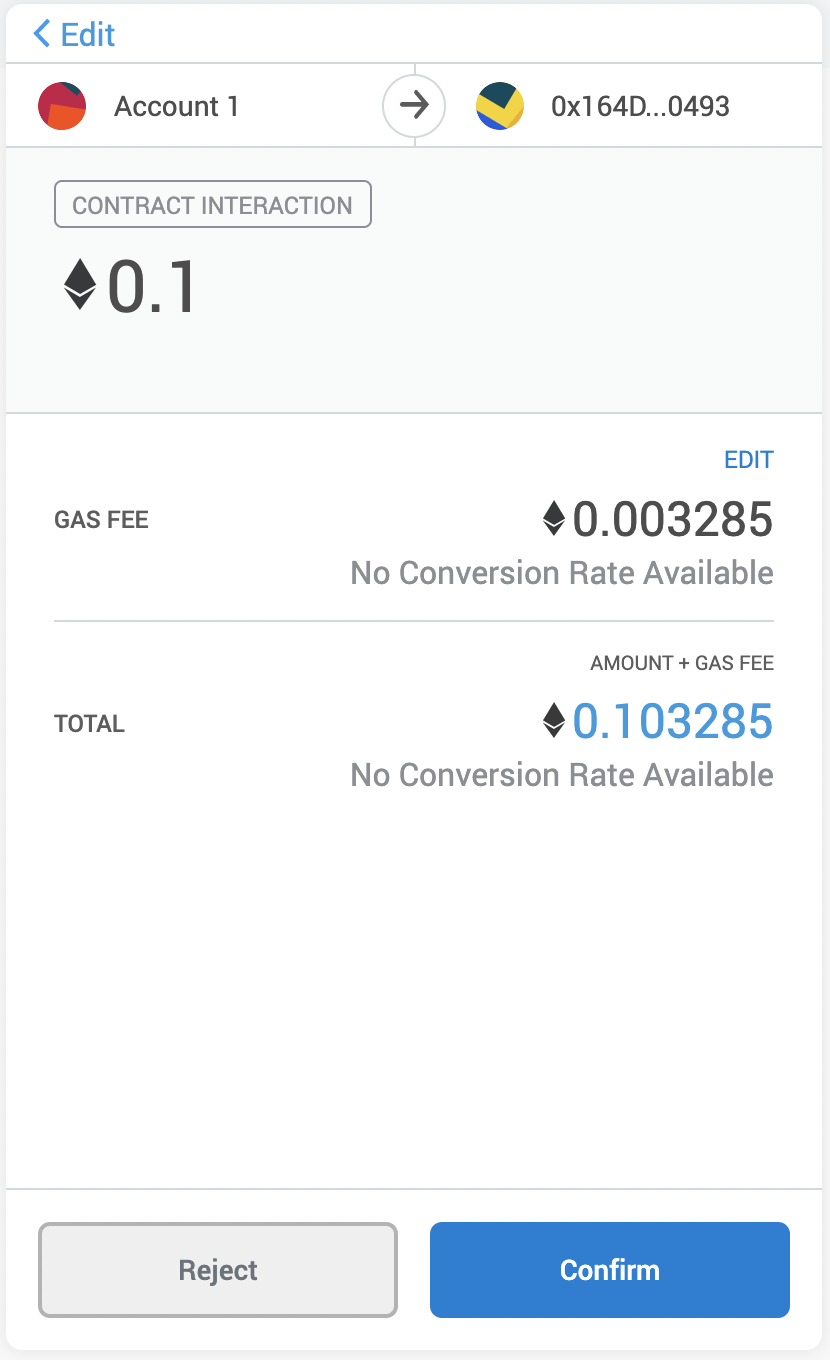 Edit
Account 1
0x164D...0493
CONTRACT INTERACTION
0.1
EDIT
GAS FEE
0.003285
No Conversion Rate Available
AMOUNT + GAS FEE
TOTAL
0.103285
No Conversion Rate Available
Reject
Confirm